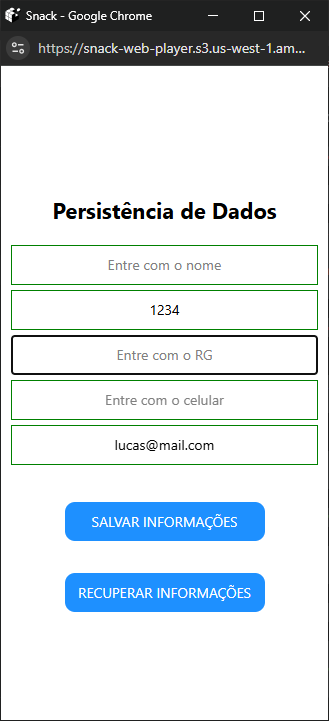 Snack - Google Chrome
https://snack-web-player.s3.us-west-1.am...
Persistência de Dados
Entre com o nome
1234
Entre com o RG
Entre com o celular
lucas@mail.com
SALVAR INFORMAÇÕES
RECUPERAR INFORMAÇÕES